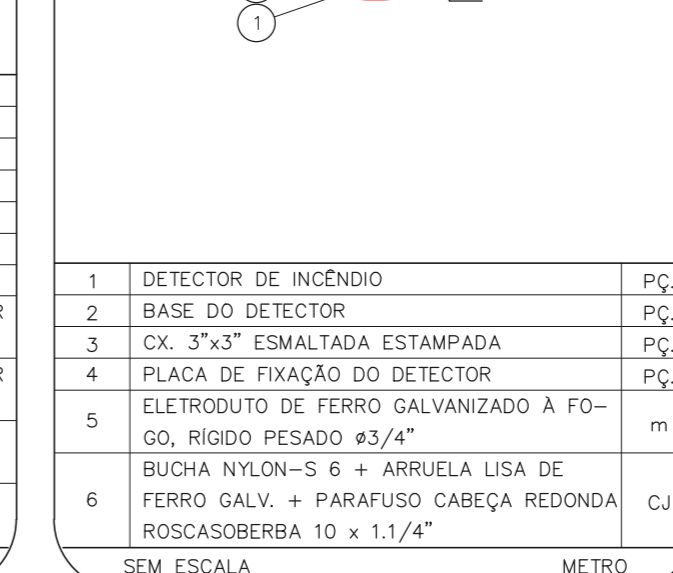 1
1 DETECTOR DE INCÊNDIO PÇ.
2 BASE DO DETECTOR PÇ.
3 CX. 3"x3" ESMALTADA ESTAMPADA PÇ.
4 PLACA DE FIXAÇÃO DO DETECTOR PÇ.
5 ELETRODUTO DE FERRO GALVANIZADO À FO- m
GO, RÍGIDO PESADO ø3/4"
6 BUCHA NYLON-S 6 + ARRUELA LISA DE CJ
FERRO GALV. + PARAFUSO CABEÇA REDONDA
ROSCASOBERBA 10 x 1.1/4"
SEM ESCALA METRO